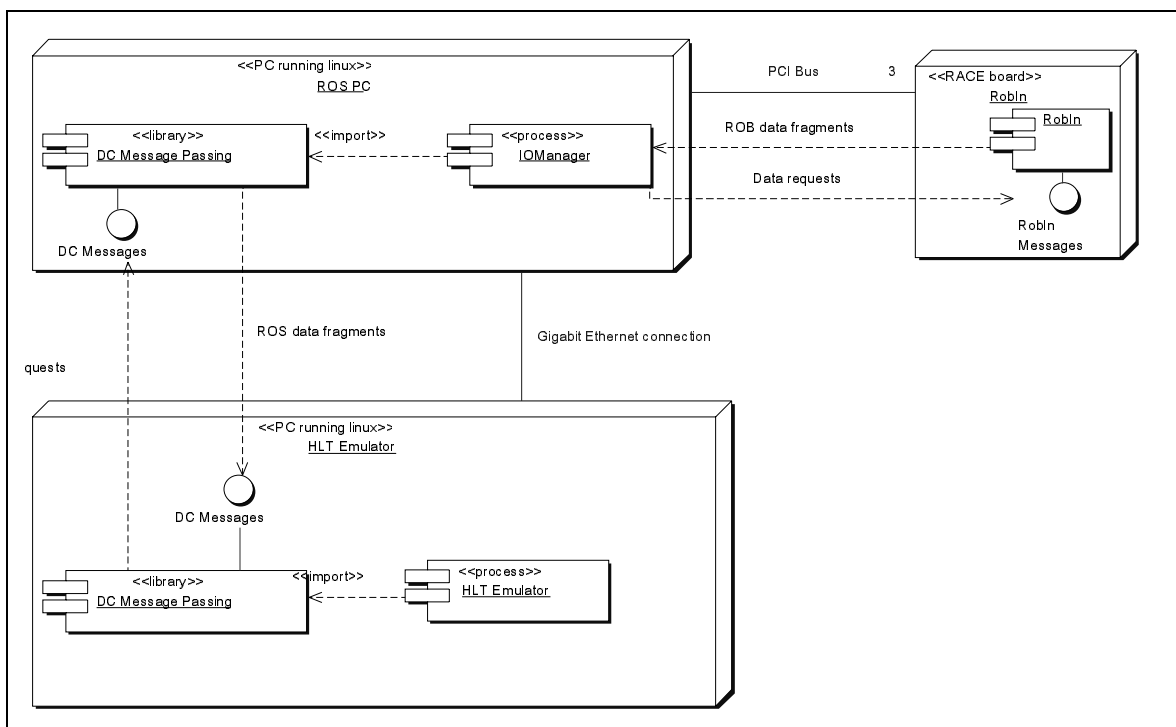 <<PC running linux>>
ROS PC
PCI Bus 3
<<RACE board>>
RobIn
<<library>>
DC Message Passing
<<import>>
<<process>>
IOManager
ROB data fragments
RobIn
Data requests
DC Messages
RobIn
Messages
ROS data fragments
Gigabit Ethernet connection
quests
<<PC running linux>>
HLT Emulator
DC Messages
<<library>>
DC Message Passing
<<import>>
<<process>>
HLT Emulator